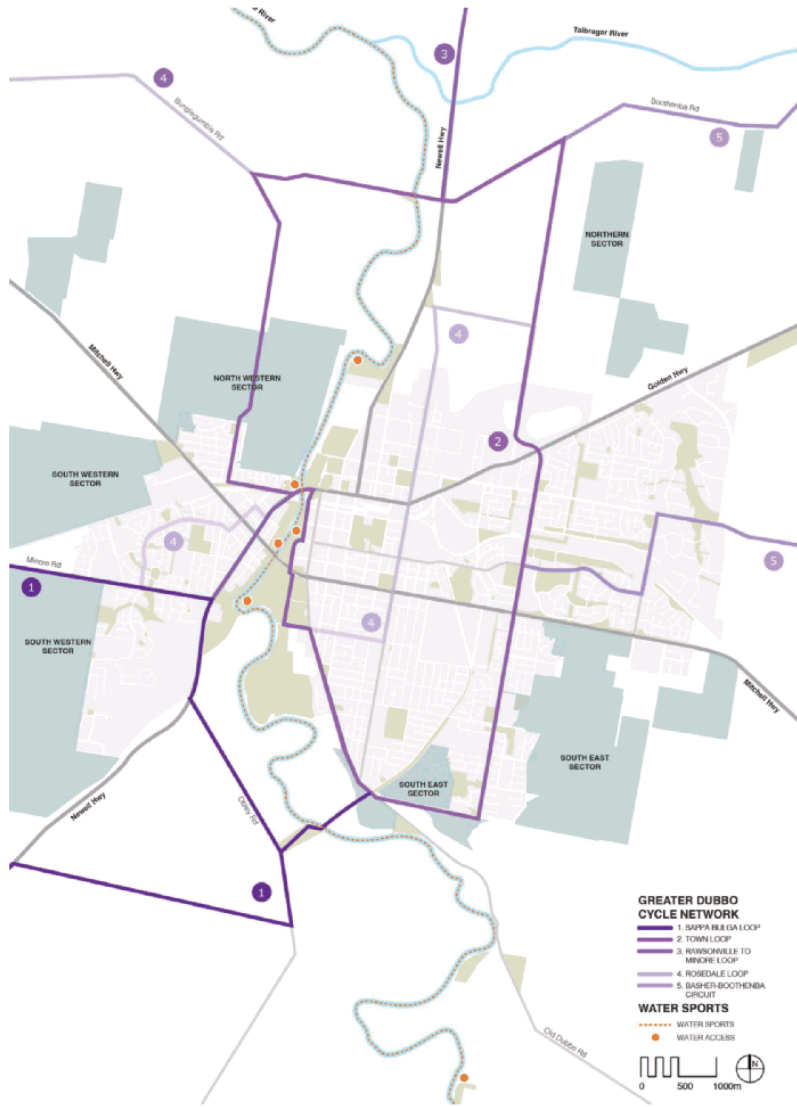 River
Talbragar River
3
4
Bunglegumbie Rd
Newell Hwy
Boothenba Rd
5
NORTHERN
SECTOR
4
Mitchell Hwy
NORTH WESTERN
SECTOR
Golden Hwy
2
SOUTH WESTERN
SECTOR
4
Minore Rd
1
5
4
SOUTH WESTERN
SECTOR
Mitchell Hwy
SOUTH EAST
SECTOR
SOUTH EAST
SECTOR
Newell Hwy
Obley Rd
1
GREATER DUBBO
CYCLE NETWORK
1. SAPPA BULGA LOOP
2. TOWN LOOP
3. RAWSONVILLE TO
MINORE LOOP
4. ROSEDALE LOOP
5. BASHER-BOOTHENBA
CIRCUIT
WATER SPORTS
WATER SPORTS
WATER ACCESS
Old Dubbo Rd
N
0 500 1000m